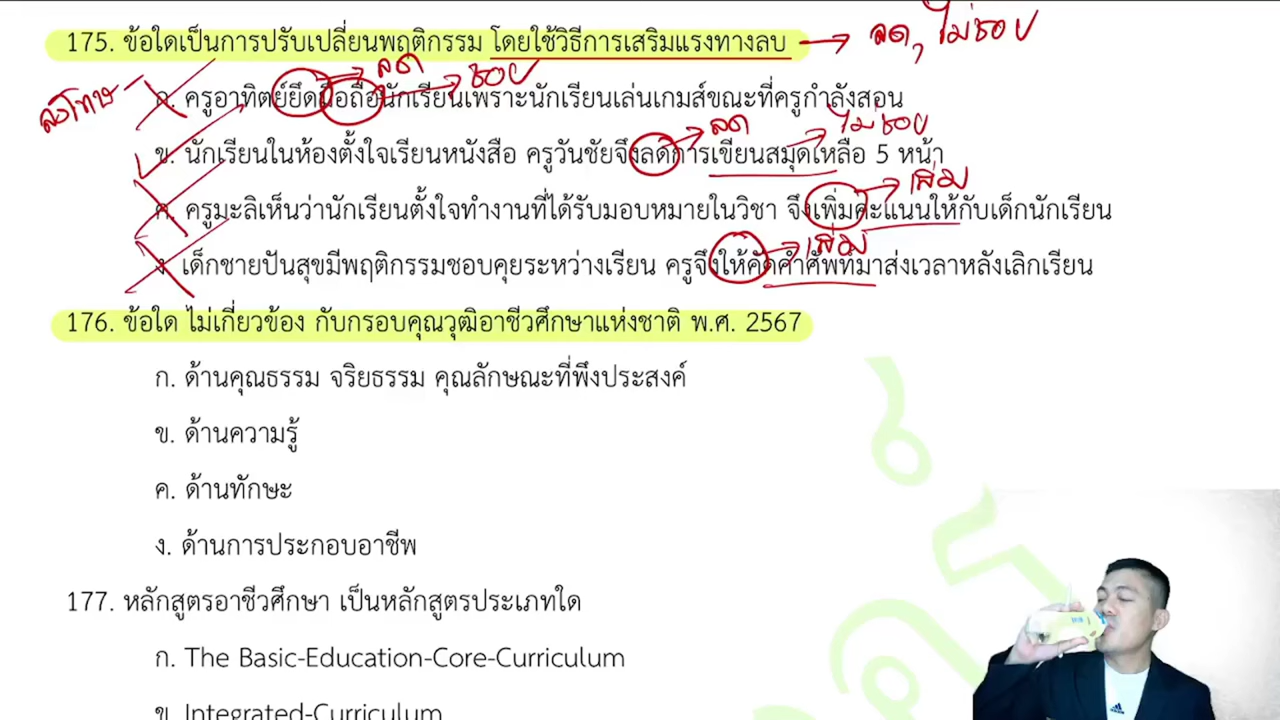 175. ข้อใดเป็นการปรับเปลี่ยนพฤติกรรม โดยใช้วิธีการเสริมแรงทางลบ → ลด, ไม่ชอบ
ลด ชอบ
ลงโทษ
ก. ครูอาทิตย์ยึดมือถือนักเรียนเพราะนักเรียนเล่นเกมส์ขณะที่ครูกำลังสอน
ลด ไม่ชอบ
ข. นักเรียนในห้องตั้งใจเรียนหนังสือ ครูวันชัยจึงลดการเขียนสมุดเหลือ 5 หน้า
เพิ่ม
ค. ครูมะลิเห็นว่านักเรียนตั้งใจทำงานที่ได้รับมอบหมายในวิชา จึงเพิ่มคะแนนให้กับเด็กนักเรียน
เพิ่ม
ง. เด็กชายปันสุขมีพฤติกรรมชอบคุยระหว่างเรียน ครูจึงให้คัดคำศัพท์มาส่งเวลาหลังเลิกเรียน
176. ข้อใด ไม่เกี่ยวข้อง กับกรอบคุณวุฒิอาชีวศึกษาแห่งชาติ พ.ศ. 2567
ก. ด้านคุณธรรม จริยธรรม คุณลักษณะที่พึงประสงค์
ข. ด้านความรู้
ค. ด้านทักษะ
ง. ด้านการประกอบอาชีพ
177. หลักสูตรอาชีวศึกษา เป็นหลักสูตรประเภทใด
ก. The Basic-Education-Core-Curriculum
ข. Integrated-Curriculum